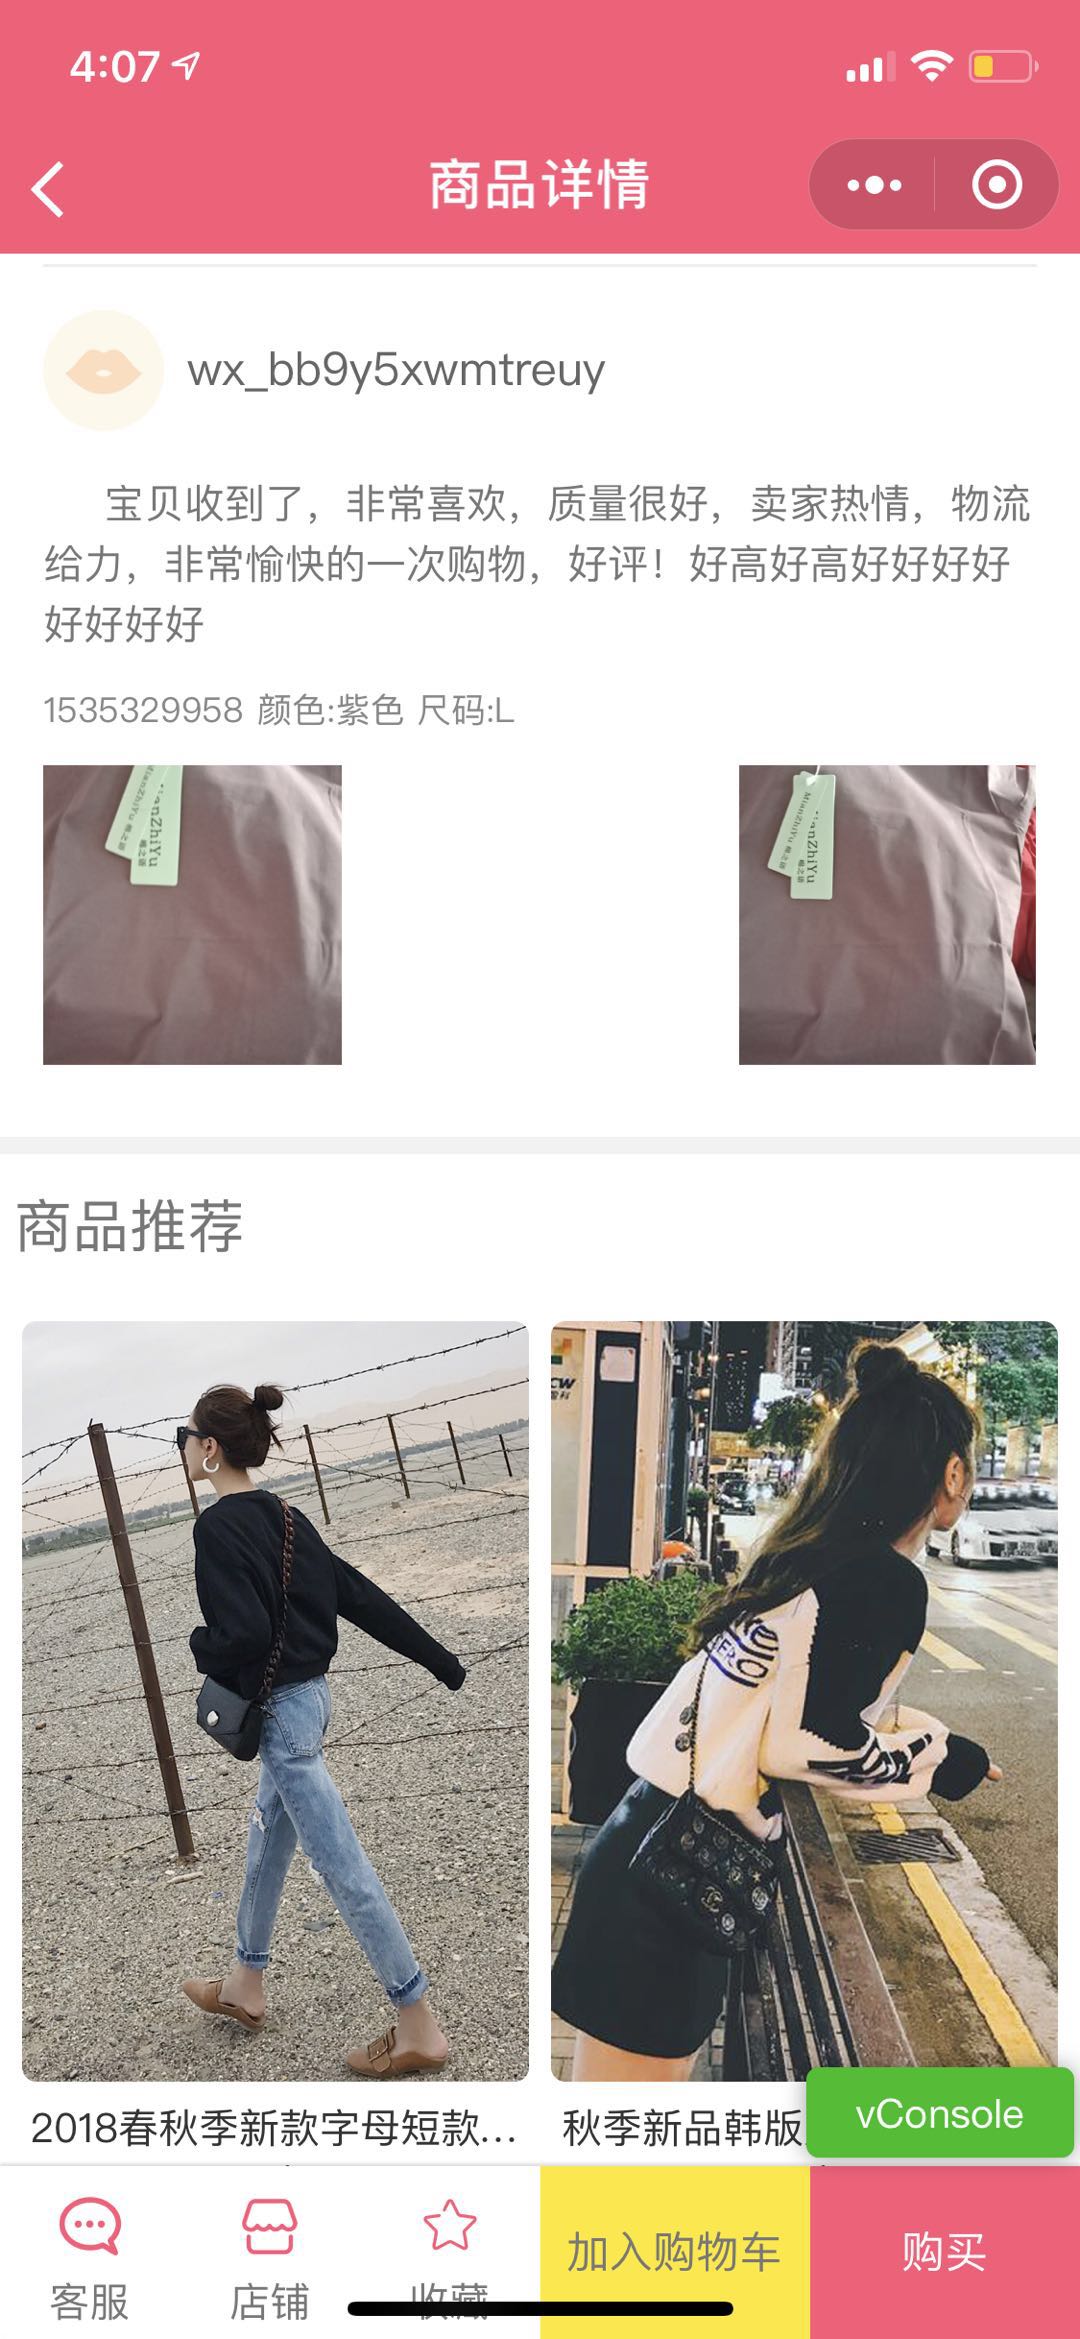 4:07
商品详情
wx_bb9y5xwmtreuy
宝贝收到了，非常喜欢，质量很好，卖家热情，物流
给力，非常愉快的一次购物，好评！好高好高好好好好
好好好好
1535329958 颜色:紫色 尺码:L
MianZhiYu
棉之语
MianZhiYu
商品推荐
2018春秋季新款字母短款...
秋季新品韩版
vConsole
客服
店铺
收藏
加入购物车
购买